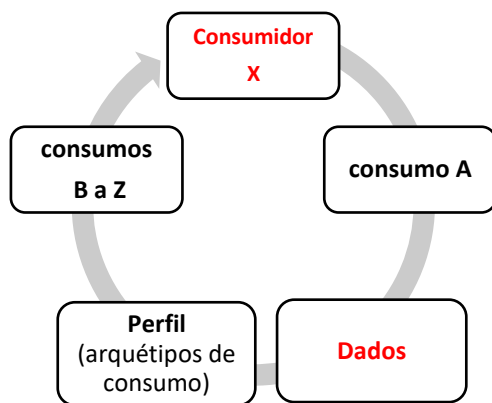 Consumidor
X
consumo A
Dados
Perfil
(arquétipos de
consumo)
consumos
B a Z